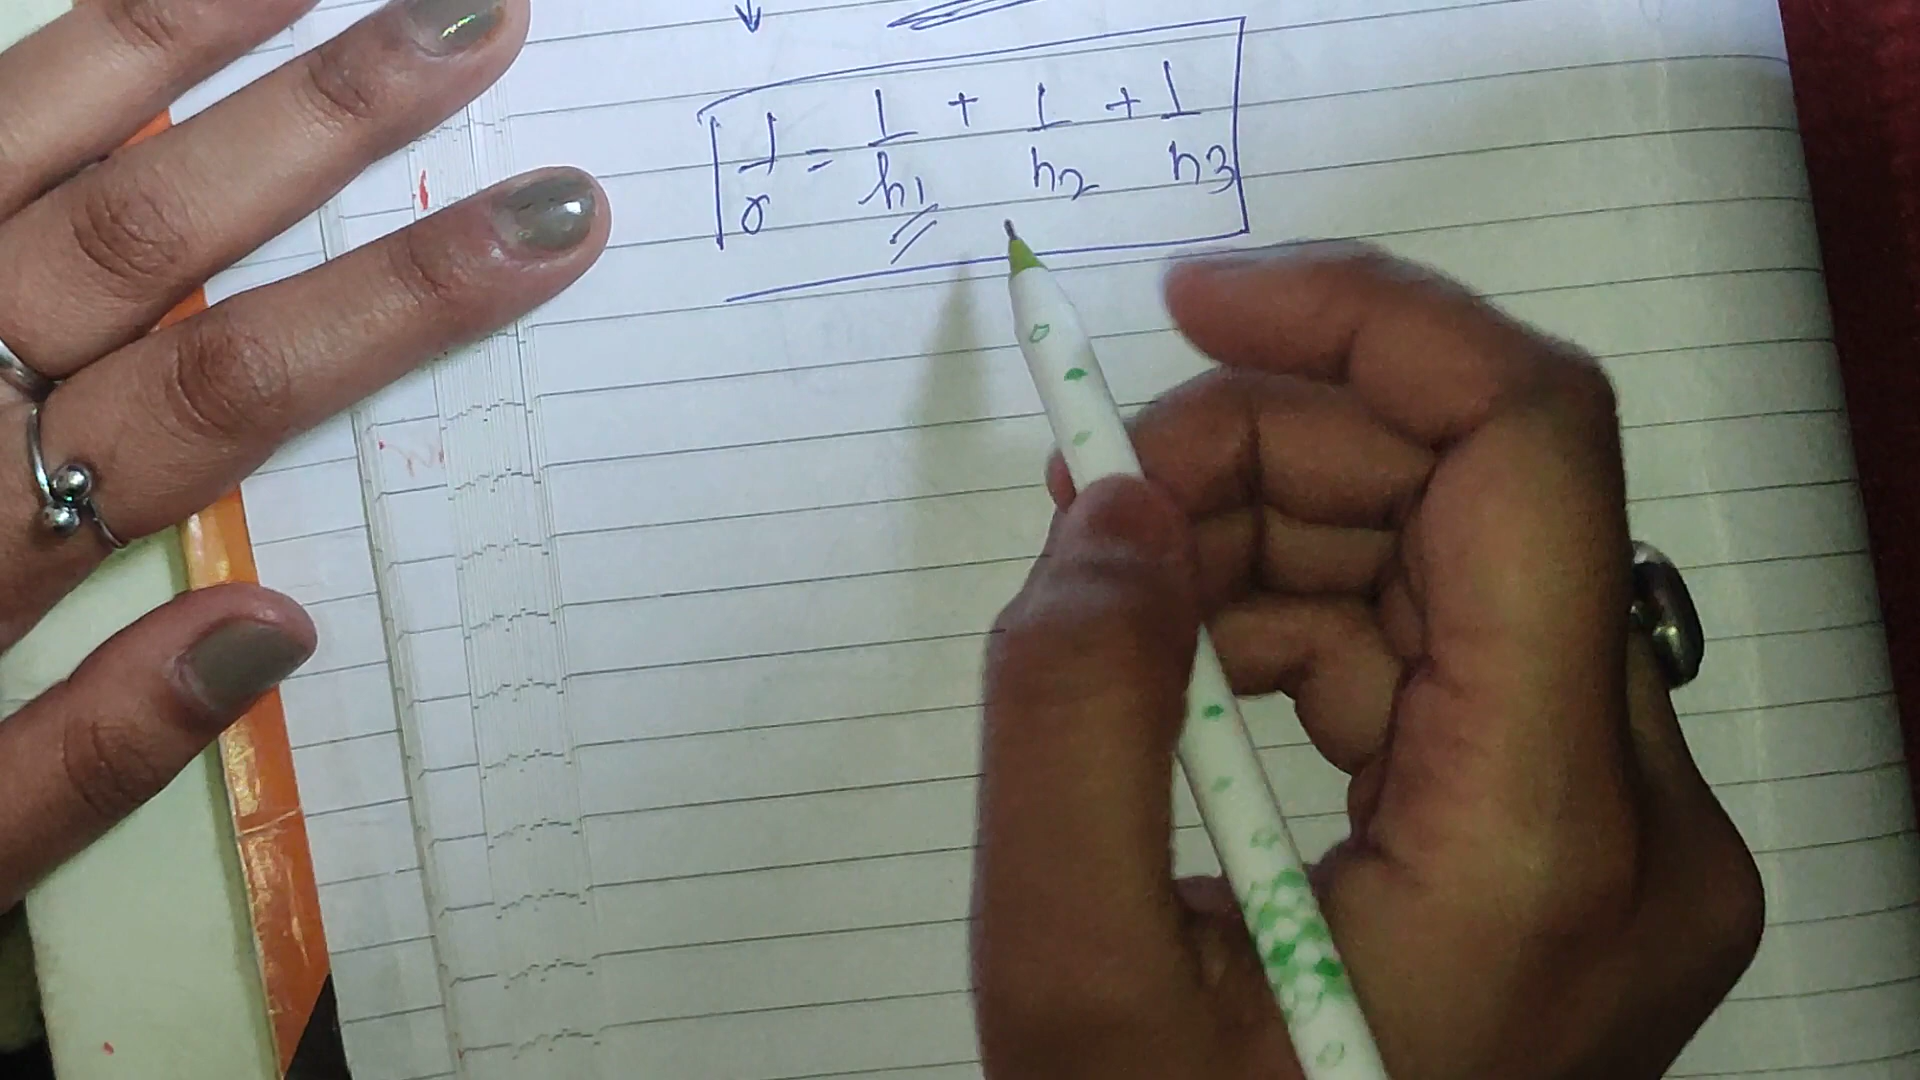 1/r = 1/h1 + 1/h2 + 1/h3